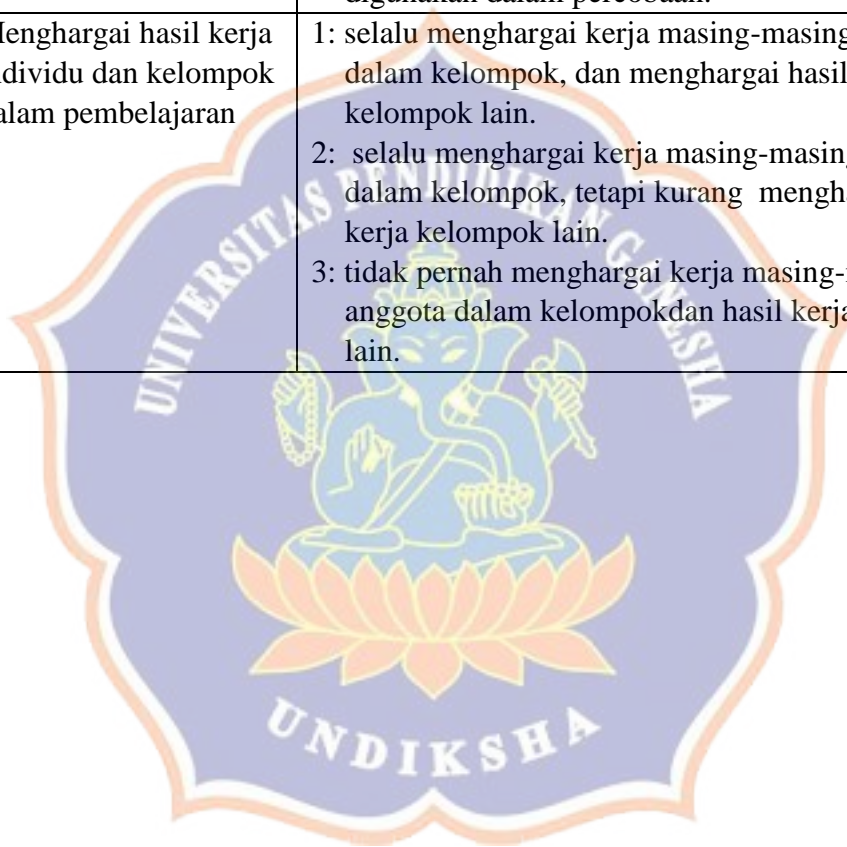 digunakan dalam percobaan.
Menghargai hasil kerja
individu dan kelompok
dalam pembelajaran
1: selalu menghargai kerja masing-masing
dalam kelompok, dan menghargai hasil
kelompok lain.
2: selalu menghargai kerja masing-masing
dalam kelompok, tetapi kurang
kerja kelompok lain.
3: tidak pernah menghargai kerja
anggota dalam kelompokdan hasil kerja
lain.
UNIVERSITAS PENDIDIKAN GANESHA
UNDIKSHA